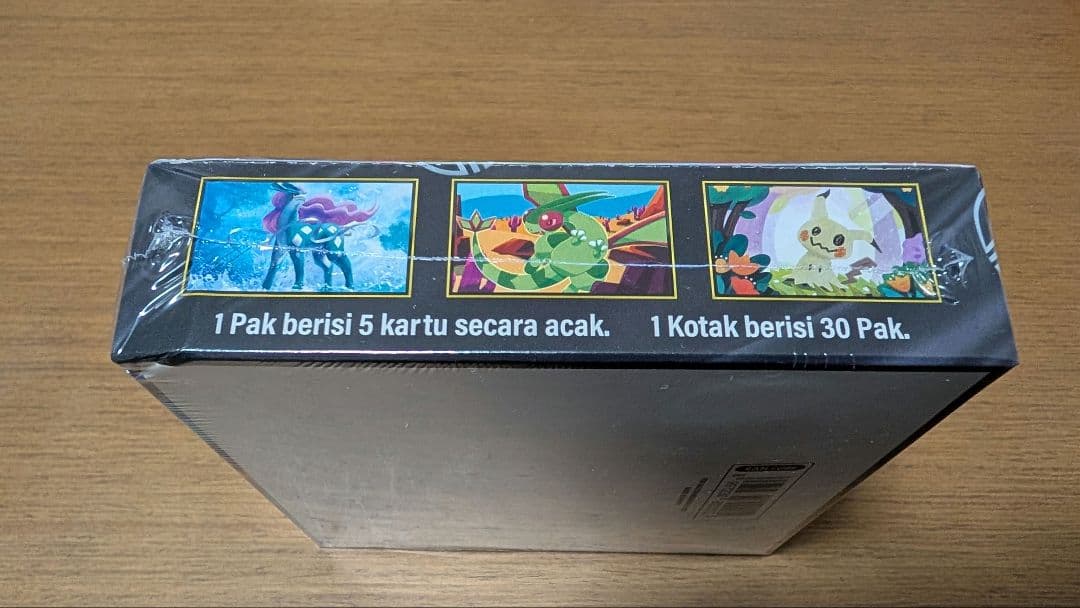 1 Pak berisi 5 kartu secara acak. 1 Kotak berisi 30 Pak.